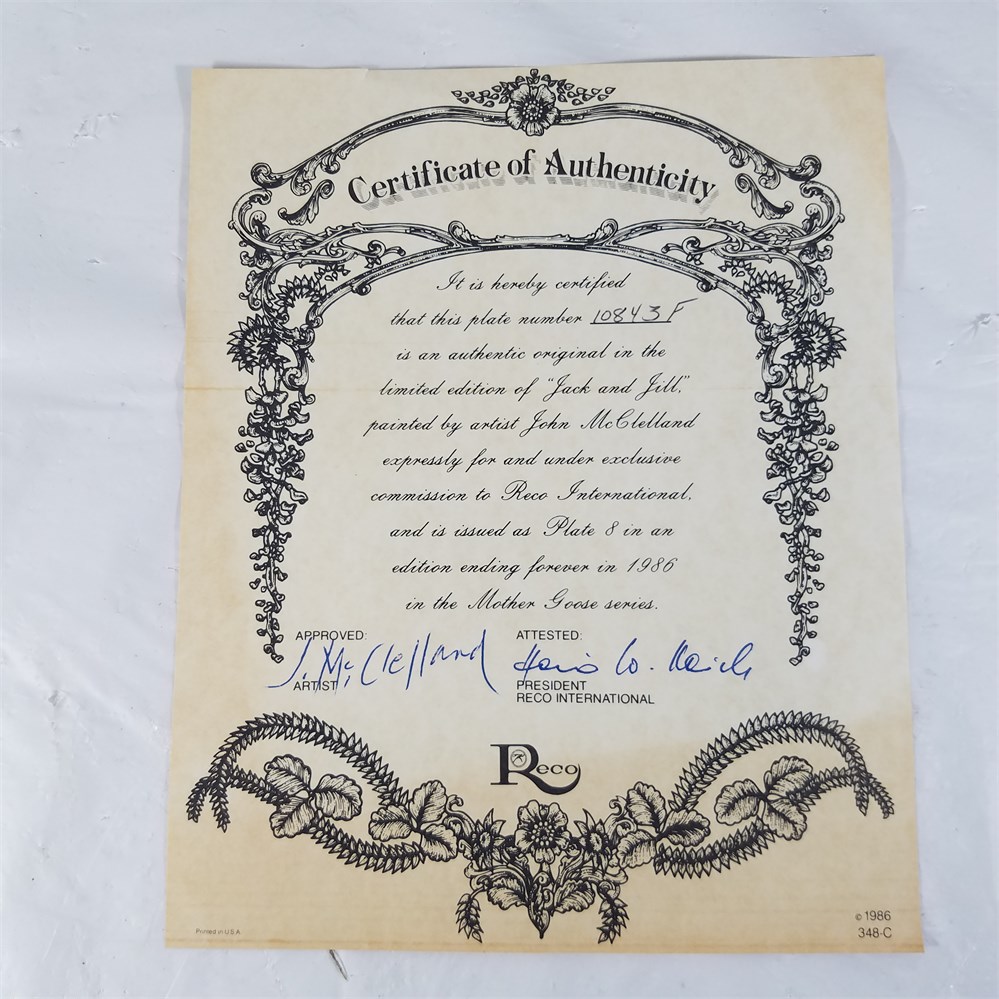 Certificate of Authenticity
It is hereby certified
that this plate number 10843F
is an authentic original in the
limited edition of "Jack and Jill,"
painted by artist John McClelland
expressly for and under exclusive
commission to Reco International,
and is issued as Plate 8 in an
edition ending forever in 1986
in the Mother Goose series.
APPROVED: ATTESTED:
J. McClelland
ARTIST PRESIDENT
RECO INTERNATIONAL
Reco
© 1986
Printed in U.S.A. 348-C